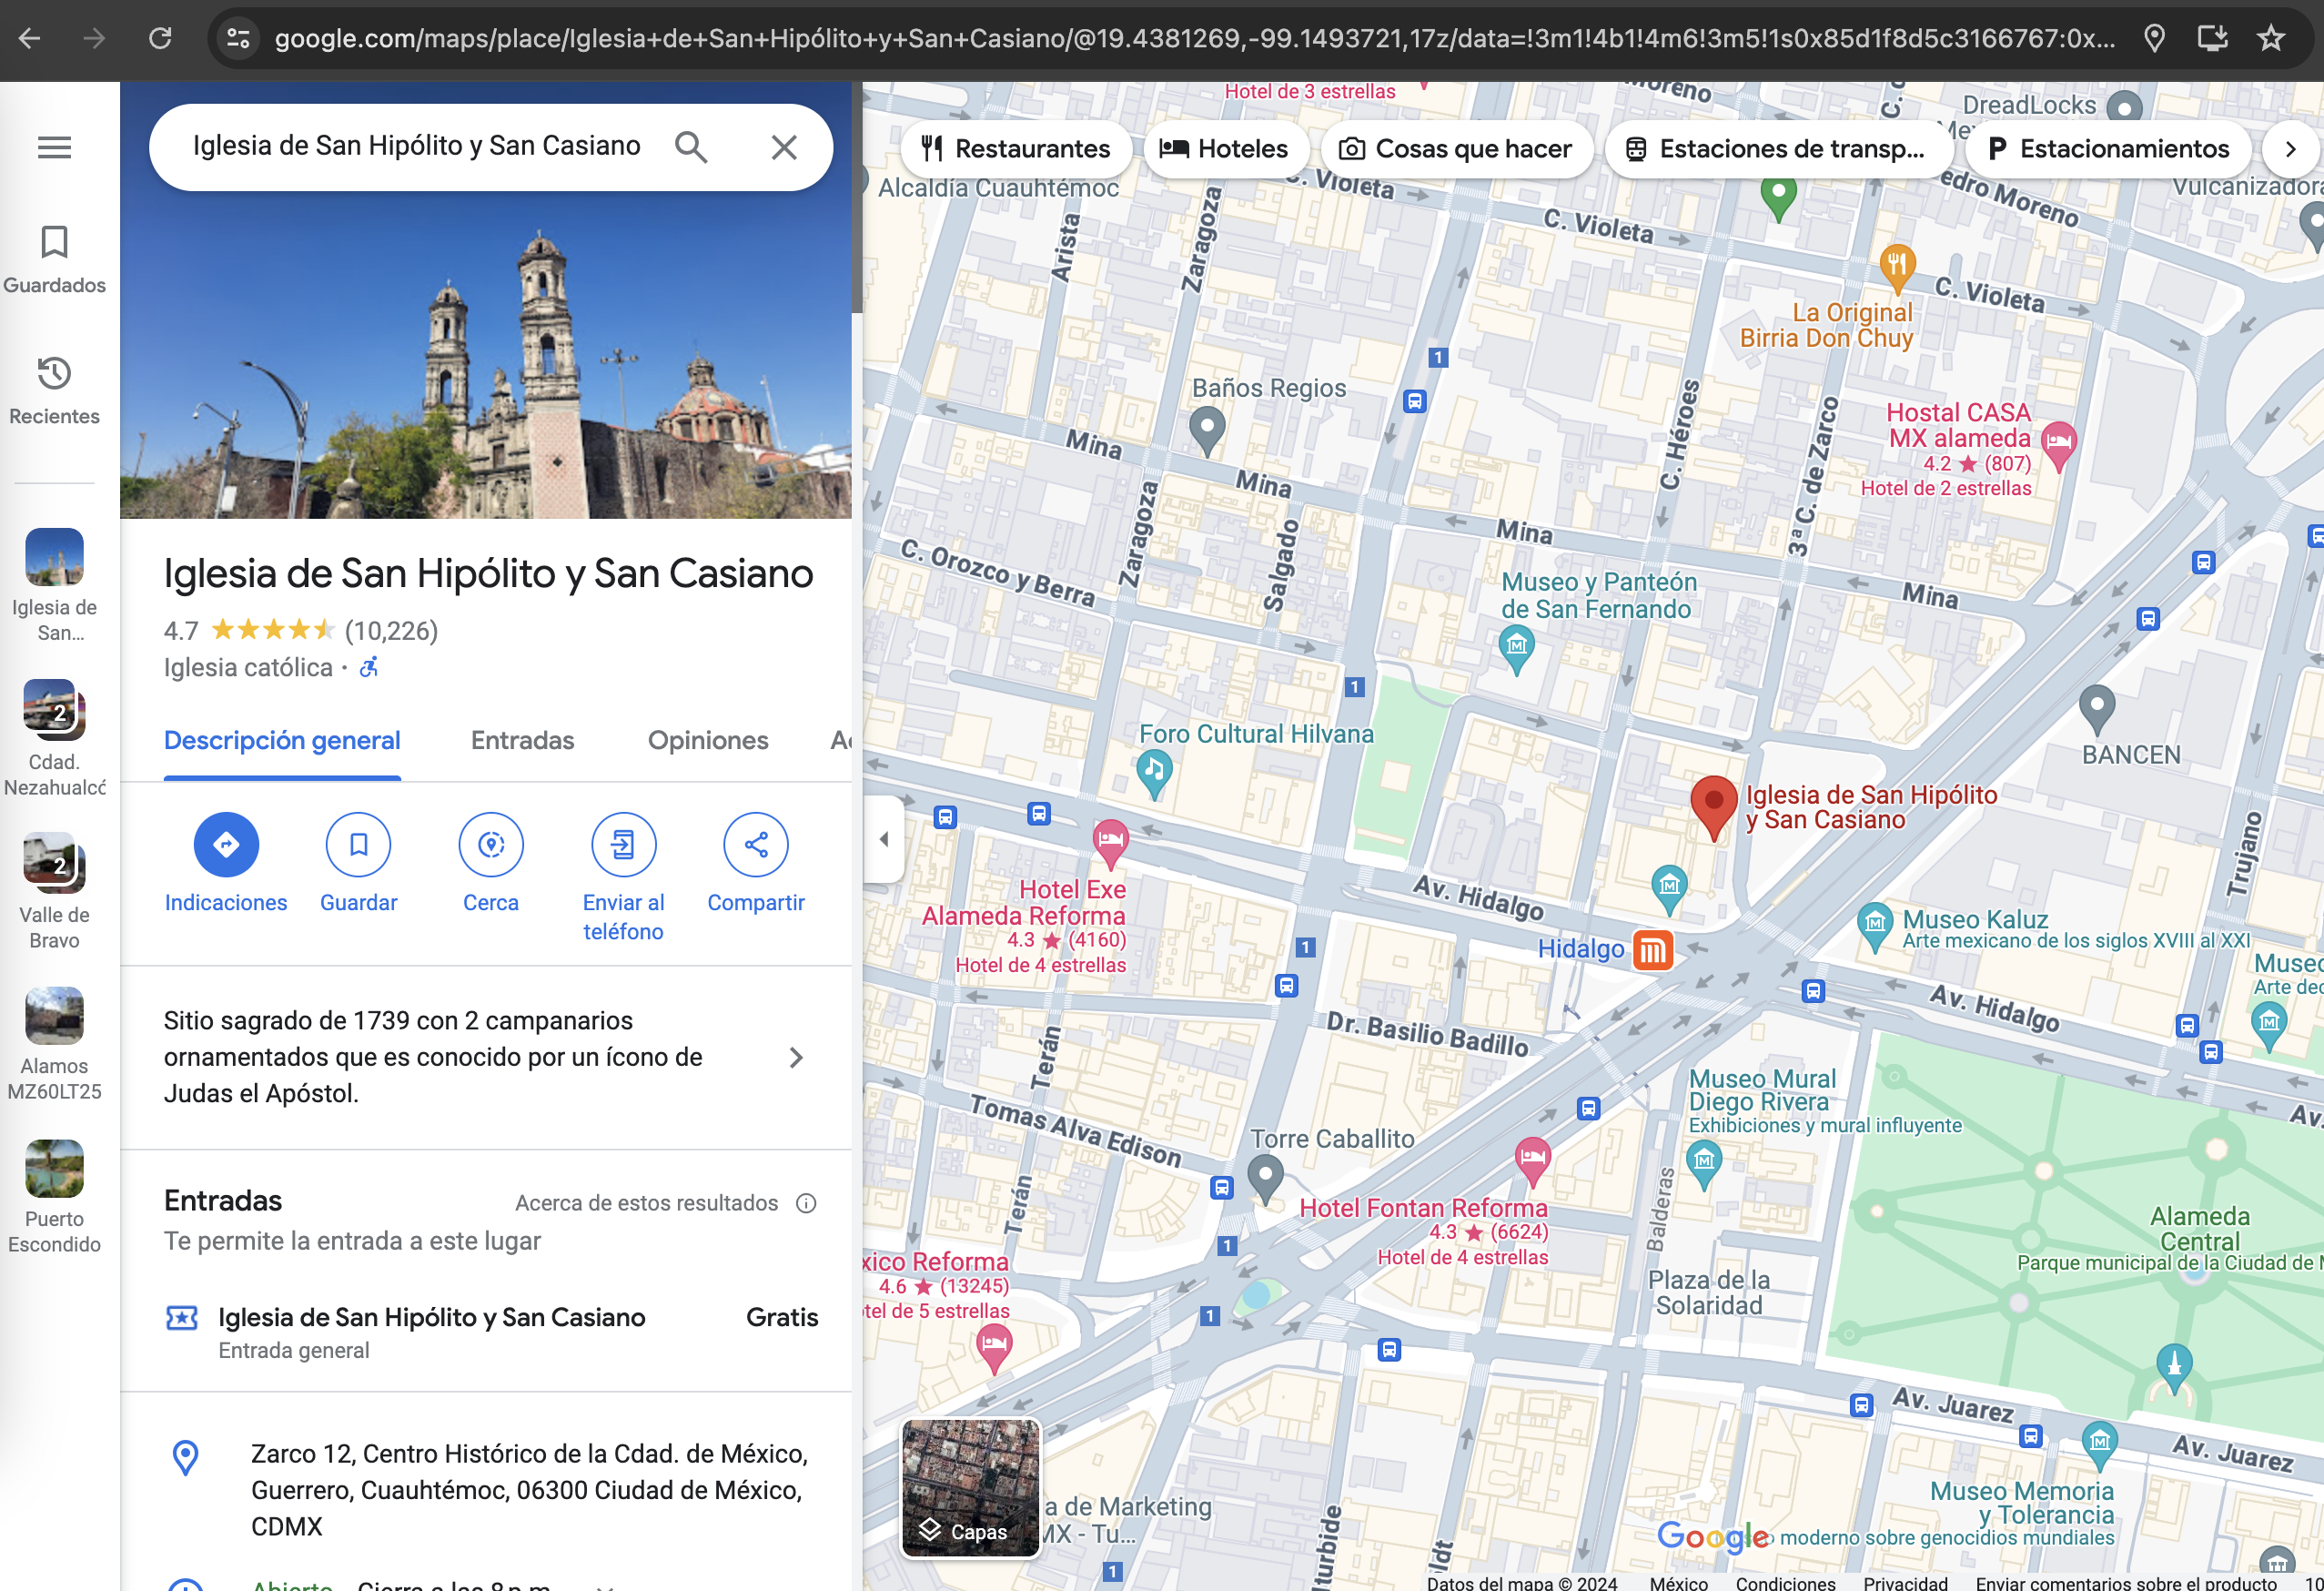 google.com/maps/place/Iglesia+de+San+Hipólito+y+San+Casiano/@19.4381269,-99.1493721,17z/data=!3m1!4b1!4m6!3m5!1s0x85d1f8d5c3166767:0x...
Guardados
Recientes
Iglesia de
San...
2
Cdad.
Nezahualcó
2
Valle de
Bravo
Alamos
MZ60LT25
Puerto
Escondido
Iglesia de San Hipólito y San Casiano
Iglesia de San Hipólito y San Casiano
4.7 (10,226)
Iglesia católica ·
Descripción general Entradas Opiniones
Indicaciones
Guardar
Cerca
Enviar al
teléfono
Compartir
Sitio sagrado de 1739 con 2 campanarios
ornamentados que es conocido por un ícono de
Judas el Apóstol.
Entradas
Acerca de estos resultados
Te permite la entrada a este lugar
Iglesia de San Hipólito y San Casiano Gratis
Entrada general
Zarco 12, Centro Histórico de la Cdad. de México,
Guerrero, Cuauhtémoc, 06300 Ciudad de México,
CDMX
Abierto · Cierra a las 8 p.m.
Hotel de 3 estrellas
Moreno
DreadLocks
Restaurantes
Hoteles
Cosas que hacer
Estaciones de transp...
Estacionamientos
Alcaldía Cuauhtémoc
C. Violeta
C. Violeta
C. Violeta
edro Moreno
Vulcanizadora
Arista
Zaragoza
La Original
Birria Don Chuy
1
Baños Regios
C. Héroes
3ª C. de Zarco
Hostal CASA
MX alameda
4.2 ★ (807)
Hotel de 2 estrellas
Mina
Mina
Mina
Mina
Zaragoza
Salgado
C. Orozco y Berra
Museo y Panteón
de San Fernando
1
Foro Cultural Hilvana
BANCEN
Iglesia de San Hipólito
y San Casiano
Trujano
Hotel Exe
Alameda Reforma
4.3 ★ (4160)
Hotel de 4 estrellas
Av. Hidalgo
Hidalgo
1
Museo Kaluz
Arte mexicano de los siglos XVIII al XXI
Museo
Arte dec
Av. Hidalgo
Dr. Basilio Badillo
Terán
Tomas Alva Edison
Terán
Museo Mural
Diego Rivera
Exhibiciones y mural influyente
Av.
Torre Caballito
Balderas
Hotel Fontan Reforma
4.3 ★ (6624)
Hotel de 4 estrellas
1
xico Reforma
4.6 ★ (13245)
tel de 5 estrellas
1
Plaza de la
Solaridad
Alameda
Central
Parque municipal de la Ciudad de M
Av. Juarez
Av. Juarez
a de Marketing
MX - Tu...
Capas
1
Iturbide
Museo Memoria
y Tolerancia
moderno sobre genocidios mundiales
Google
Datos del mapa © 2024 México Condiciones Privacidad Enviar comentarios sobre el producto